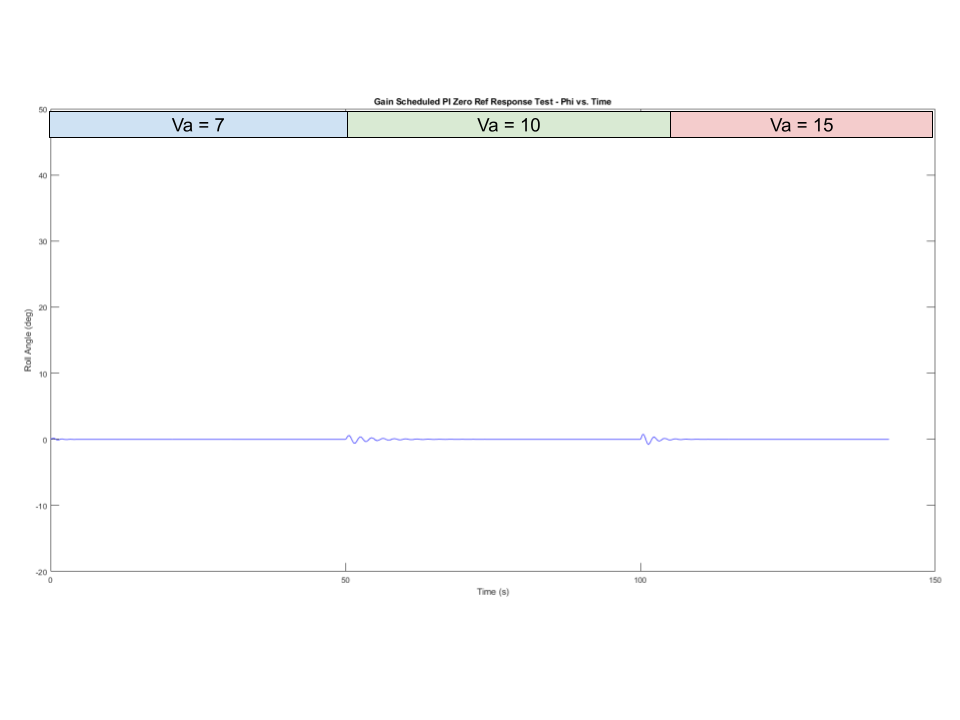 Gain Scheduled PI Zero Ref Response Test - Phi vs. Time
Va = 7
Va = 10
Va = 15
50
40
30
20
10
0
-10
-20
Roll Angle (deg)
0
50
100
150
Time (s)